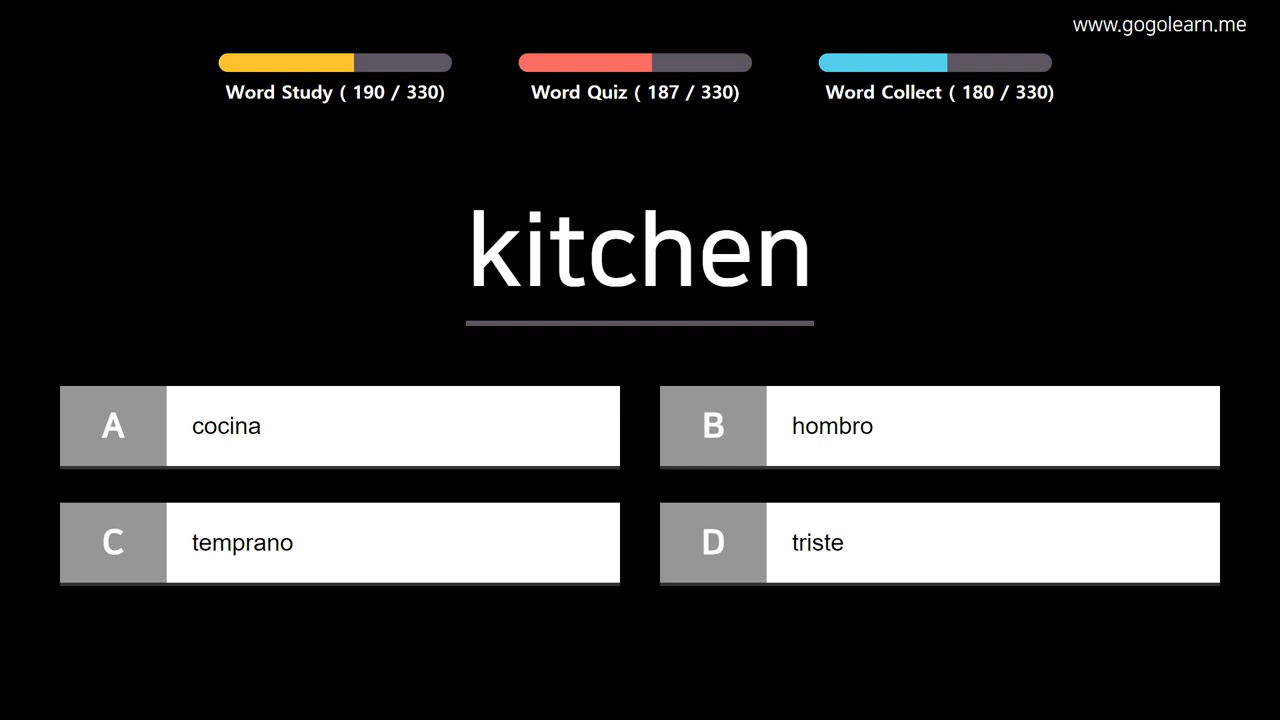 www.gogolearn.me
Word Study ( 190 / 330)
Word Quiz ( 187 / 330)
Word Collect ( 180 / 330)
kitchen
A cocina
B hombro
C temprano
D triste